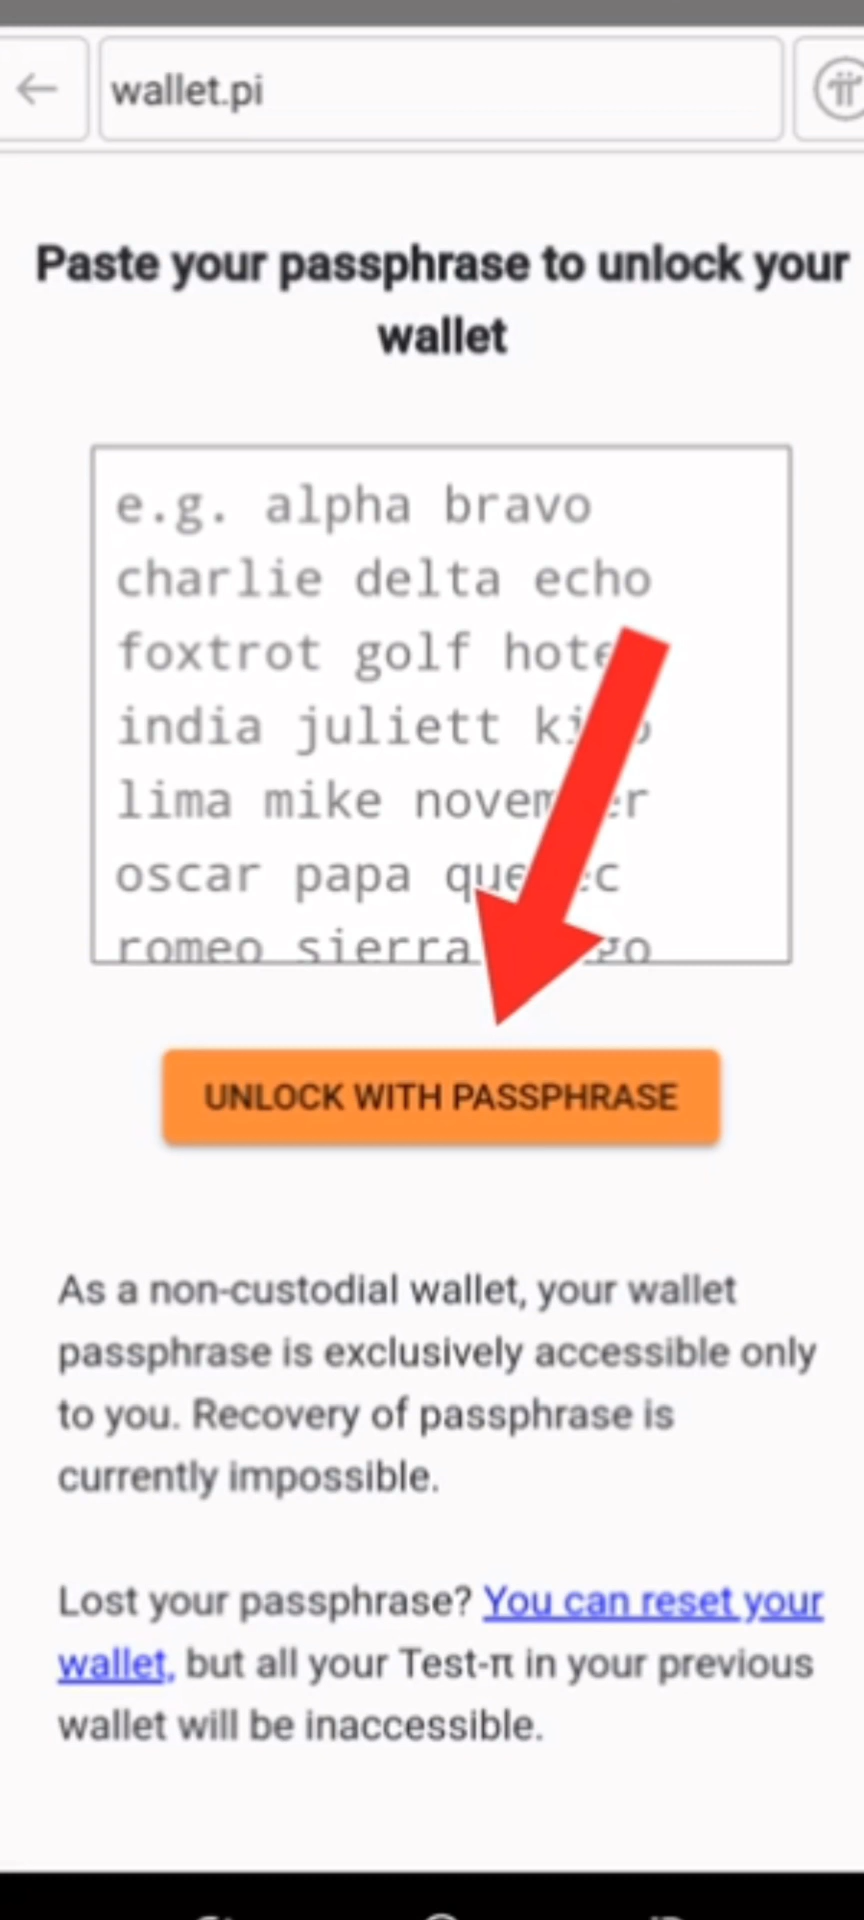 wallet.pi
Paste your passphrase to unlock your
wallet
e.g. alpha bravo
charlie delta echo
foxtrot golf
india juliett
lima mike
oscar papa
romeo sierra
UNLOCK WITH PASSPHRASE
As a non-custodial wallet, your wallet
passphrase is exclusively accessible only
to you. Recovery of passphrase is
currently impossible.
Lost your passphrase? You can reset your
wallet, but all your Test-π in your previous
wallet will be inaccessible.